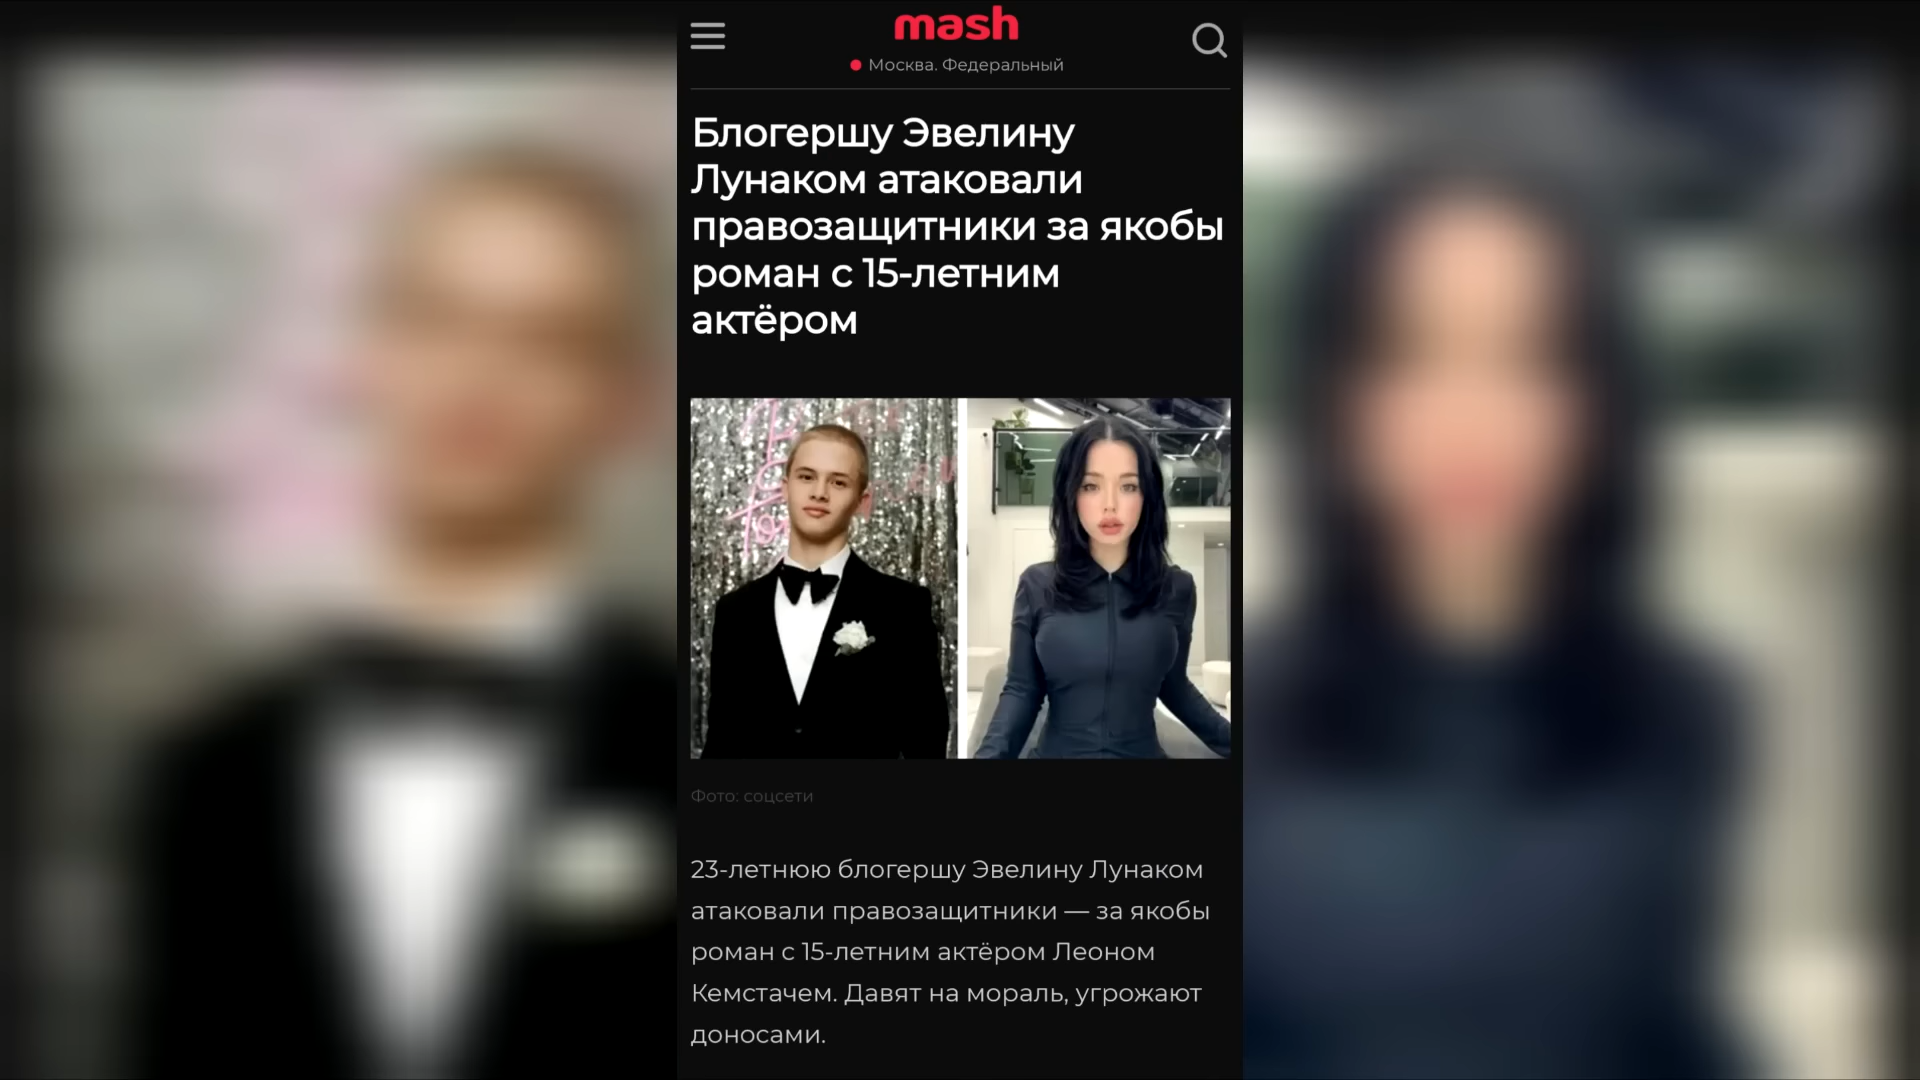 mash
Москва. Федеральный
Блогершу Эвелину
Лунаком атаковали
правозащитники за якобы
роман с 15-летним
актёром
Фото: соцсети
23-летнюю блогершу Эвелину Лунаком
атаковали правозащитники — за якобы
роман с 15-летним актёром Леоном
Кемстачем. Давят на мораль, угрожают
доносами.